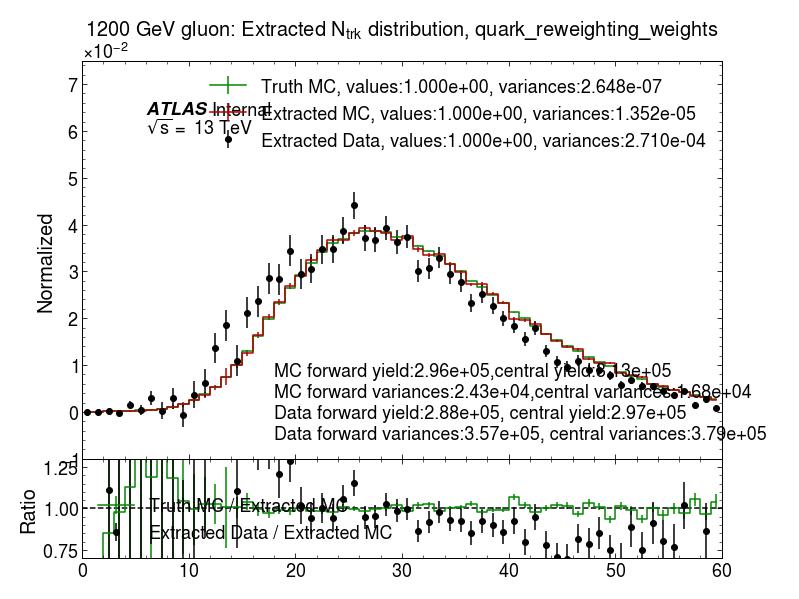 1200 GeV gluon: Extracted Ntrk distribution, quark_reweighting_weights
×10−2
Truth MC, values:1.000e+00, variances:2.648e-07
ATLAS Internal
Extracted MC, values:1.000e+00, variances:1.352e-05
√s = 13 TeV
Extracted Data, values:1.000e+00, variances:2.710e-04
7
6
5
4
3
2
1
0
1
Normalized
MC forward yield:2.96e+05,central
MC forward variances:2.43e+04,central
Data forward yield:2.88e+05, central yield:2.97e+05
Data forward variances:3.57e+05, central variances:3.79e+05
1.25
1.00
0.75
Ratio
Truth MC / Extracted MC
Extracted Data / Extracted MC
0 10 20 30 40 50 60